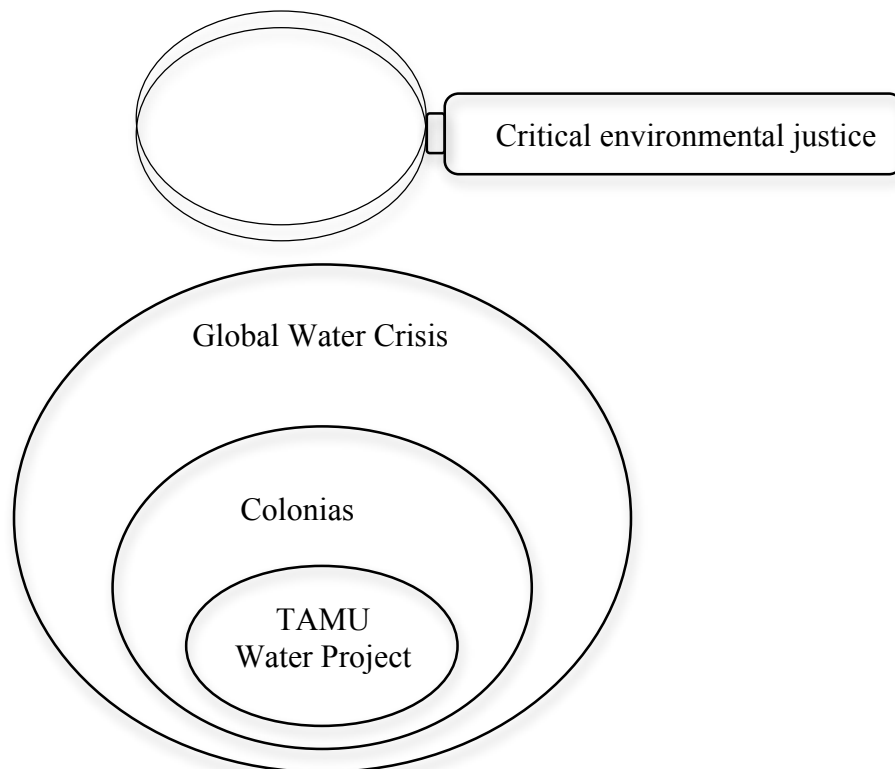 Critical environmental justice
Global Water Crisis
Colonias
TAMU
Water Project